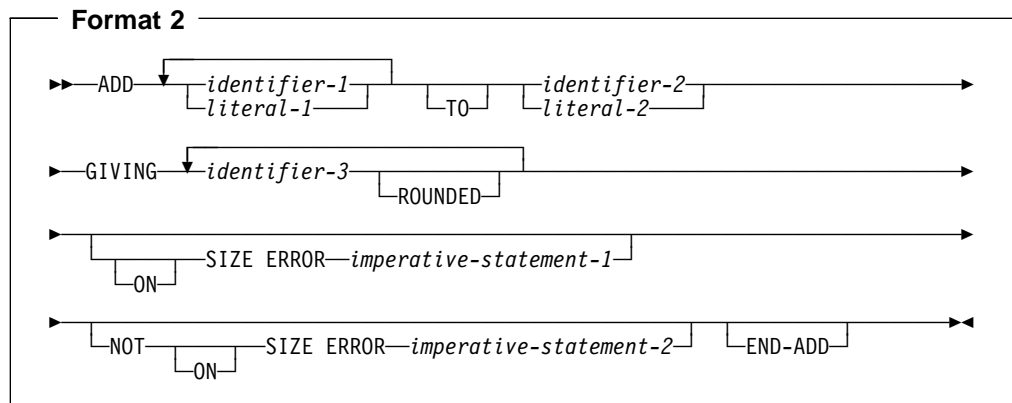 Format 2
ADD identifier-1 identifier-2
literal-1 TO literal-2
GIVING identifier-3
ROUNDED
SIZE ERROR imperative-statement-1
ON
NOT SIZE ERROR imperative-statement-2 END-ADD
ON